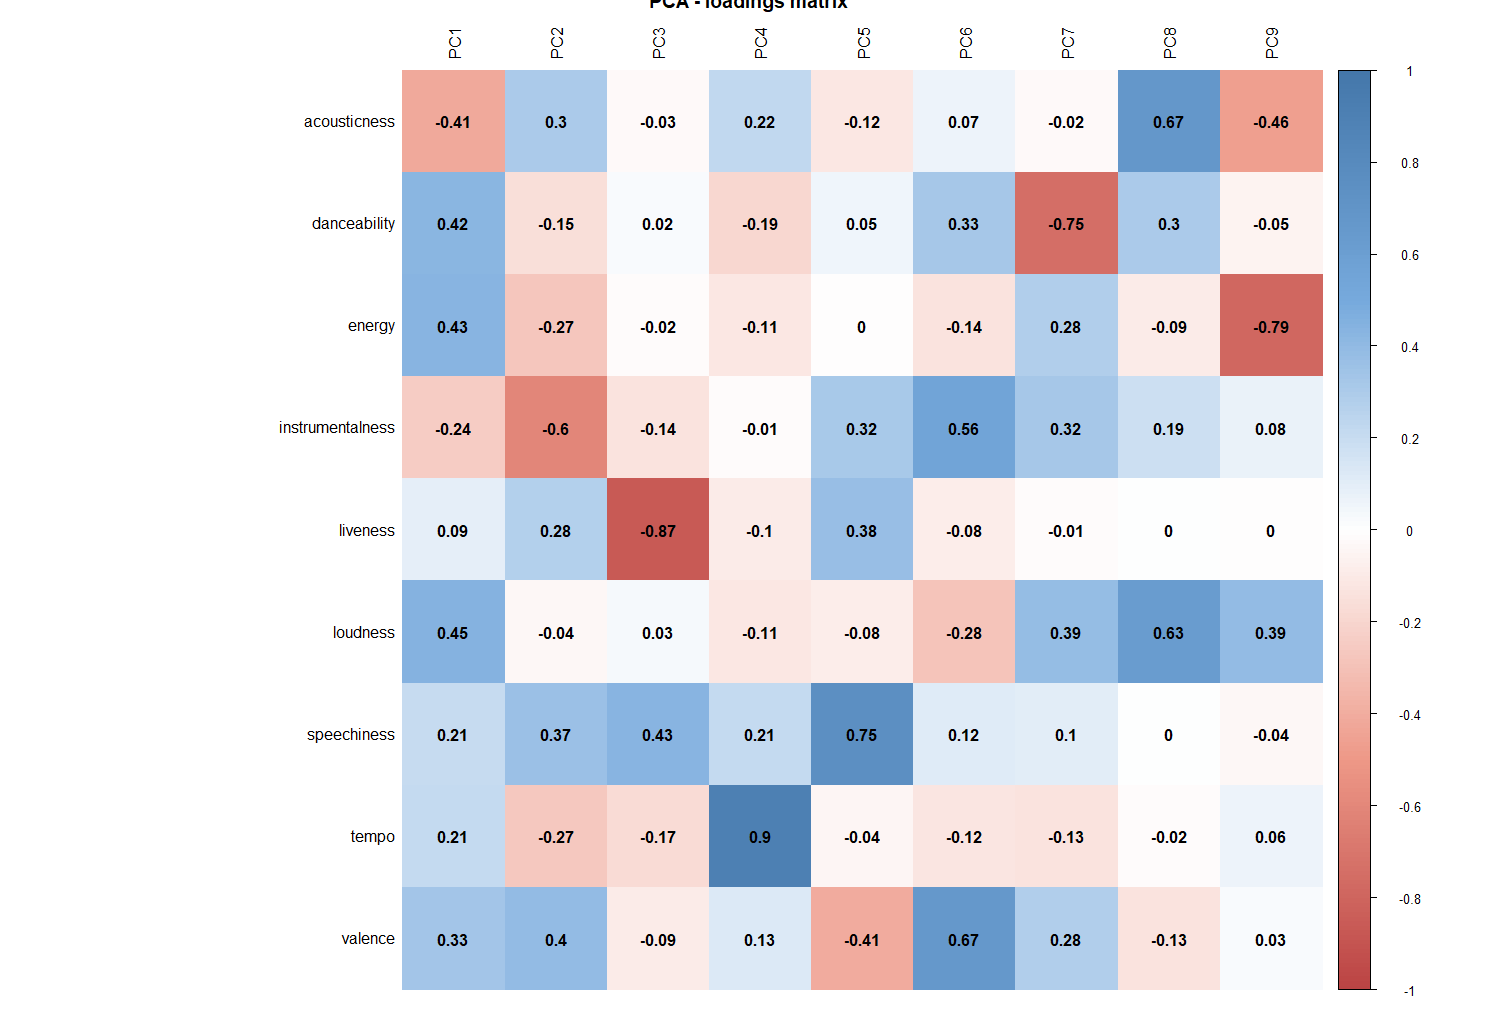 PCA - loadings matrix
PC1 PC2 PC3 PC4 PC5 PC6 PC7 PC8 PC9
acousticness -0.41 0.3 -0.03 0.22 -0.12 0.07 -0.02 0.67 -0.46
danceability 0.42 -0.15 0.02 -0.19 0.05 0.33 -0.75 0.3 -0.05
energy 0.43 -0.27 -0.02 -0.11 0 -0.14 0.28 -0.09 -0.79
instrumentalness -0.24 -0.6 -0.14 -0.01 0.32 0.56 0.32 0.19 0.08
liveness 0.09 0.28 -0.87 -0.1 0.38 -0.08 -0.01 0 0
loudness 0.45 -0.04 0.03 -0.11 -0.08 -0.28 0.39 0.63 0.39
speechiness 0.21 0.37 0.43 0.21 0.75 0.12 0.1 0 -0.04
tempo 0.21 -0.27 -0.17 0.9 -0.04 -0.12 -0.13 -0.02 0.06
valence 0.33 0.4 -0.09 0.13 -0.41 0.67 0.28 -0.13 0.03
1
0.8
0.6
0.4
0.2
0
-0.2
-0.4
-0.6
-0.8
-1